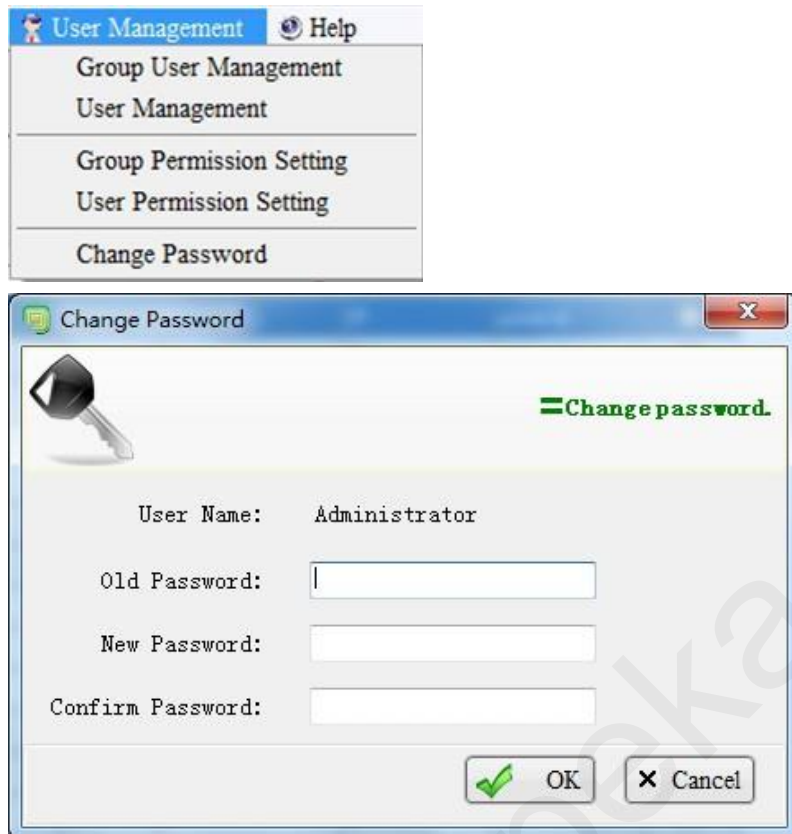 User Management Help
Group User Management
User Management
Group Permission Setting
User Permission Setting
Change Password
Change Password
=Change password.
User Name: Administrator
Old Password:
New Password:
Confirm Password:
OK Cancel